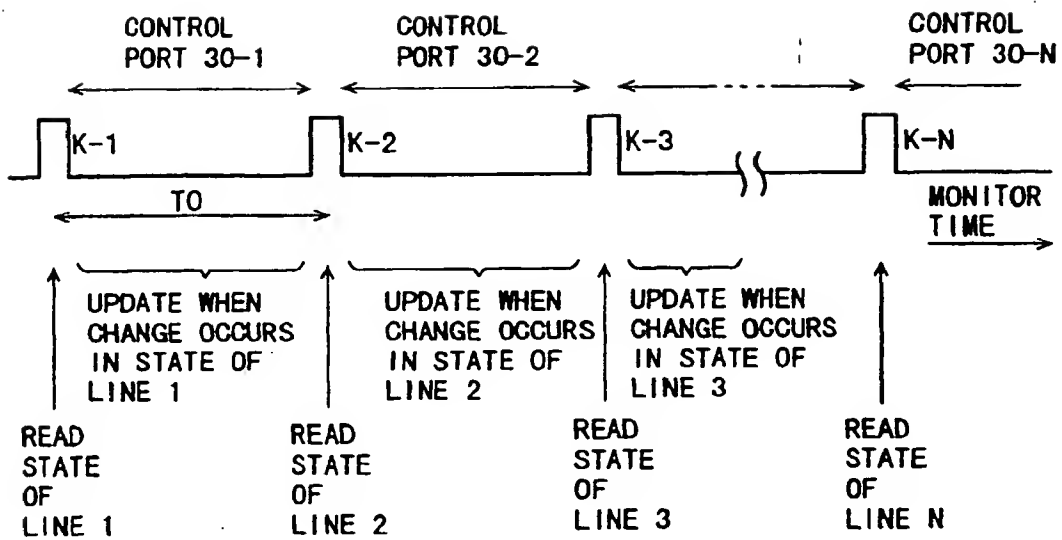 CONTROL
PORT 30-1
CONTROL
PORT 30-2
CONTROL
PORT 30-N
K-1
K-2
K-3
K-N
TO
MONITOR
TIME
UPDATE WHEN
CHANGE OCCURS
IN STATE OF
LINE 1
UPDATE WHEN
CHANGE OCCURS
IN STATE OF
LINE 2
UPDATE WHEN
CHANGE OCCURS
IN STATE OF
LINE 3
READ
STATE
OF
LINE 1
READ
STATE
OF
LINE 2
READ
STATE
OF
LINE 3
READ
STATE
OF
LINE N